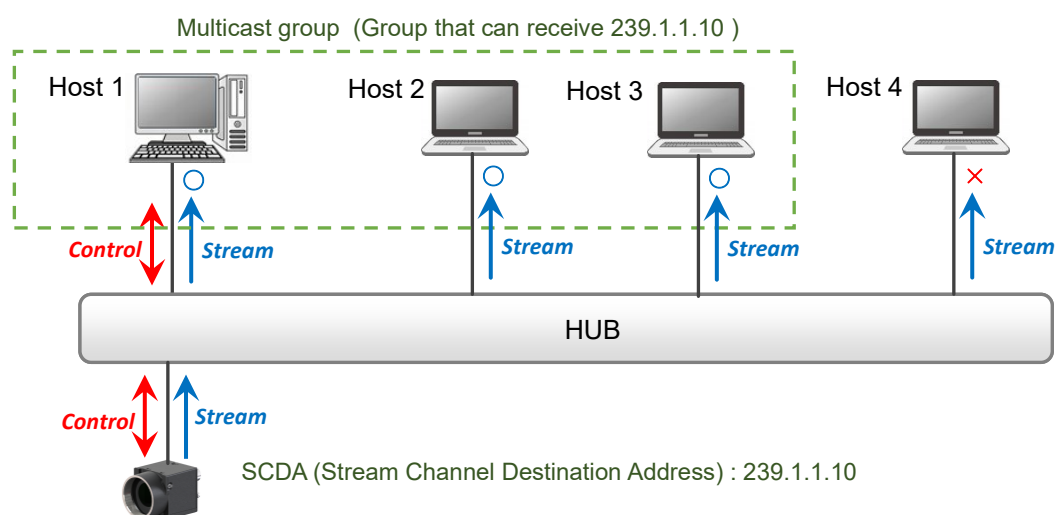 Multicast group (Group that can receive 239.1.1.10 )
Host 1
Host 2
Host 3
Host 4
Control
Stream
Stream
Stream
Stream
HUB
Control
Stream
SCDA (Stream Channel Destination Address) : 239.1.1.10